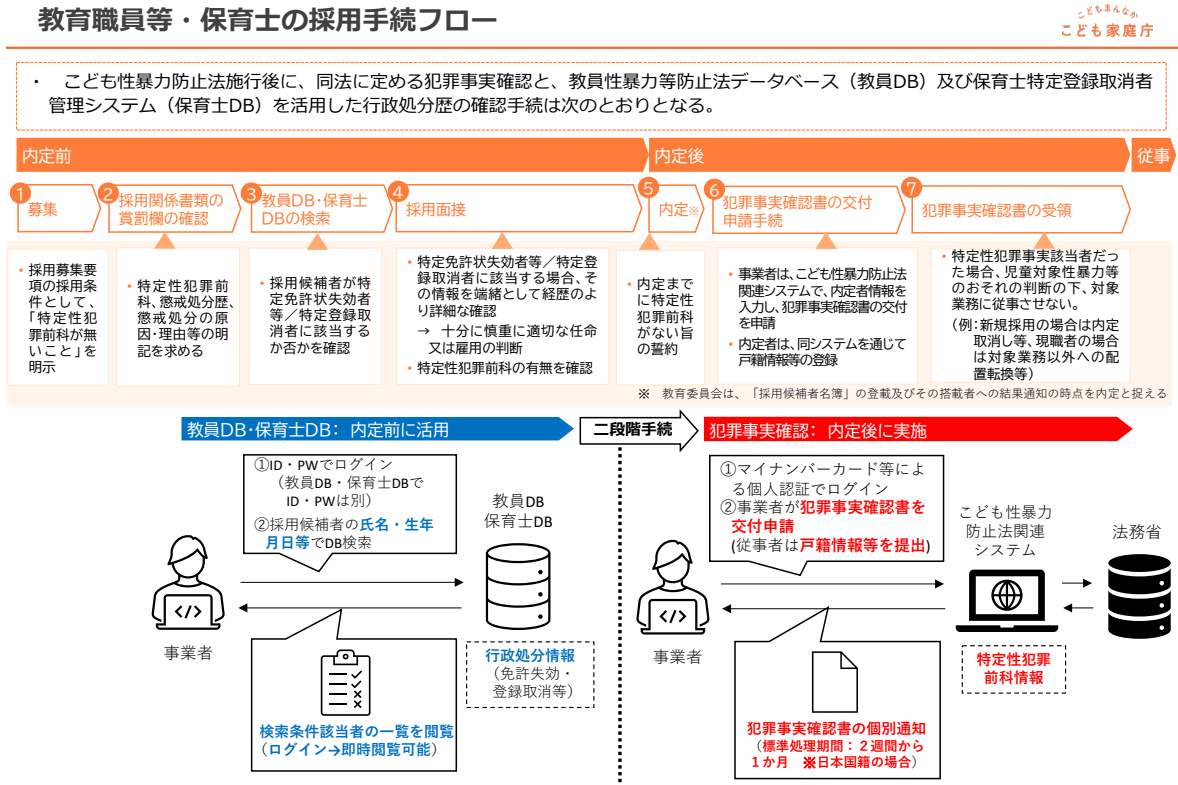 教育職員等・保育士の採用手続フロー
こどもまんなか
こども家庭庁
・　こども性暴力防止法施行後に、同法に定める犯罪事実確認と、教員性暴力等防止法データベース（教員DB）及び保育士特定登録取消者
管理システム（保育士DB）を活用した行政処分歴の確認手続は次のとおりとなる。
内定前
内定後
従事
1
募集
2
採用関係書類の
賞罰欄の確認
3
教員DB・保育士
DBの検索
4
採用面接
5
内定※
6
犯罪事実確認書の交付
申請手続
7
犯罪事実確認書の受領
• 採用募集要
項の採用条
件として、
「特定性犯
罪前科が無
いこと」を
明示
• 特定性犯罪前
科、懲戒処分歴、
懲戒処分の原
因・理由等の明
記を求める
• 採用候補者が特
定免許状失効者
等／特定登録取
消者に該当する
か否かを確認
• 特定免許状失効者等／特定登
録取消者に該当する場合、そ
の情報を端緒として経歴のよ
り詳細な確認
→　十分に慎重に適切な任命
又は雇用の判断
• 特定性犯罪前科の有無を確認
• 内定まで
に特定性
犯罪前科
がない旨
の誓約
• 事業者は、こども性暴力防止法
関連システムで、内定者情報を
入力し、犯罪事実確認書の交付
を申請
• 内定者は、同システムを通じて
戸籍情報等の登録
• 特定性犯罪事実該当者だっ
た場合、児童対象性暴力等
のおそれの判断の下、対象
業務に従事させない。
（例：新規採用の場合は内定
取消し等、現職者の場合
は対象業務以外への配
置転換等）
※　教育委員会は、「採用候補者名簿」の登載及びその搭載者への結果通知の時点を内定と捉える
教員DB・保育士DB：内定前に活用
二段階手続
犯罪事実確認：内定後に実施
①ID・PWでログイン
（教員DB・保育士DBで
ID・PWは別）
②採用候補者の氏名・生年
月日等でDB検索
教員DB
保育士DB
事業者
行政処分情報
（免許失効・
登録取消等）
検索条件該当者の一覧を閲覧
（ログイン→即時閲覧可能）
①マイナンバーカード等によ
る個人認証でログイン
②事業者が犯罪事実確認書を
交付申請
(従事者は戸籍情報等を提出)
こども性暴力
防止法関連
システム
法務省
事業者
特定性犯罪
前科情報
犯罪事実確認書の個別通知
（標準処理期間：２週間から
１か月　※日本国籍の場合）